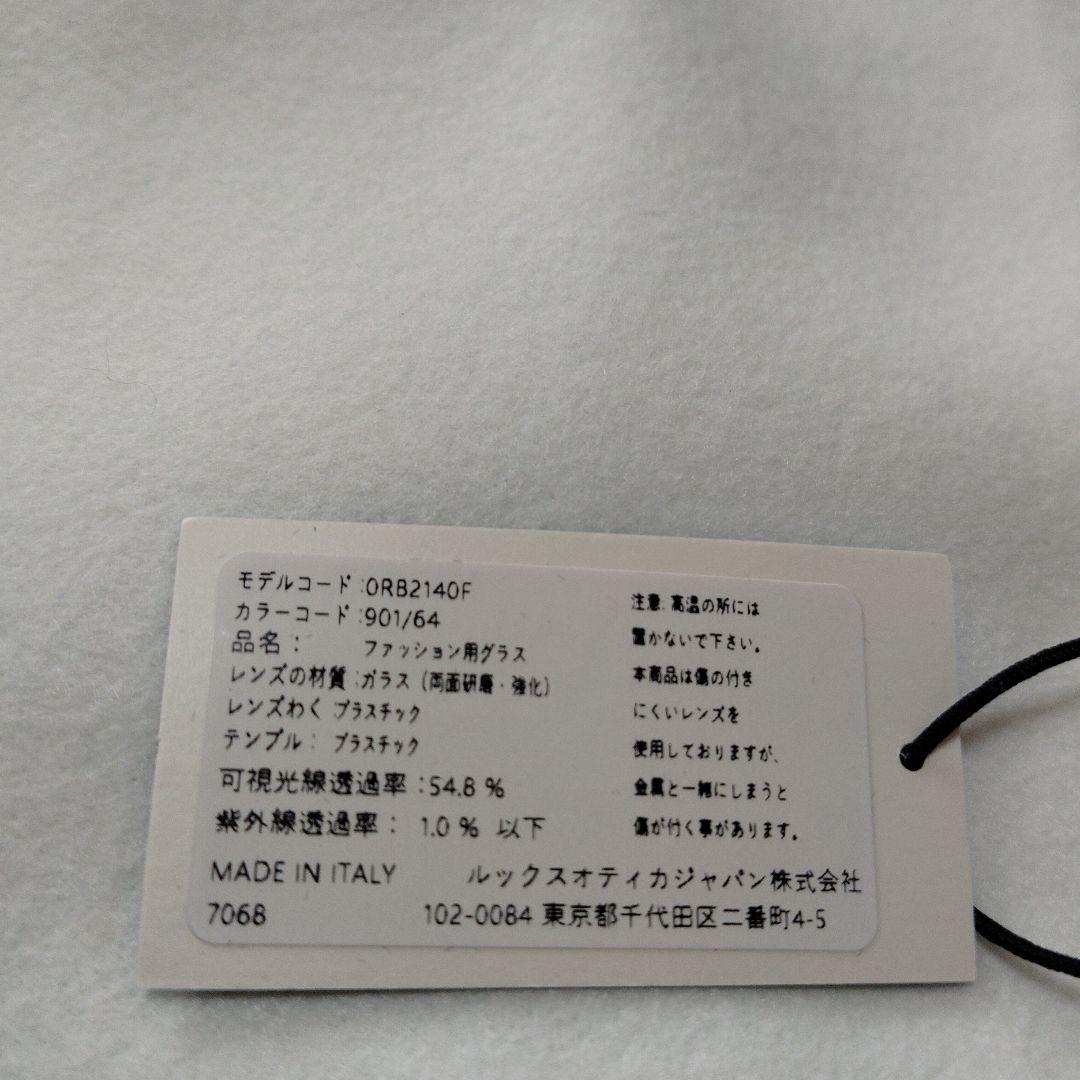 モデルコード:0RB2140F
カラーコード:901/64
品名: ファッション用グラス
レンズの材質:ガラス(両面研磨・強化)
レンズわく プラスチック
テンプル: プラスチック
可視光線透過率:54.8 %
紫外線透過率: 1.0 % 以下
注意.高温の所には
置かないで下さい。
本商品は傷の付き
にくいレンズを
使用しておりますが、
金属と一緒にしまうと
傷が付く事があります。
MADE IN ITALY ルックスオティカジャパン株式会社
7068 102-0084 東京都千代田区二番町4-5